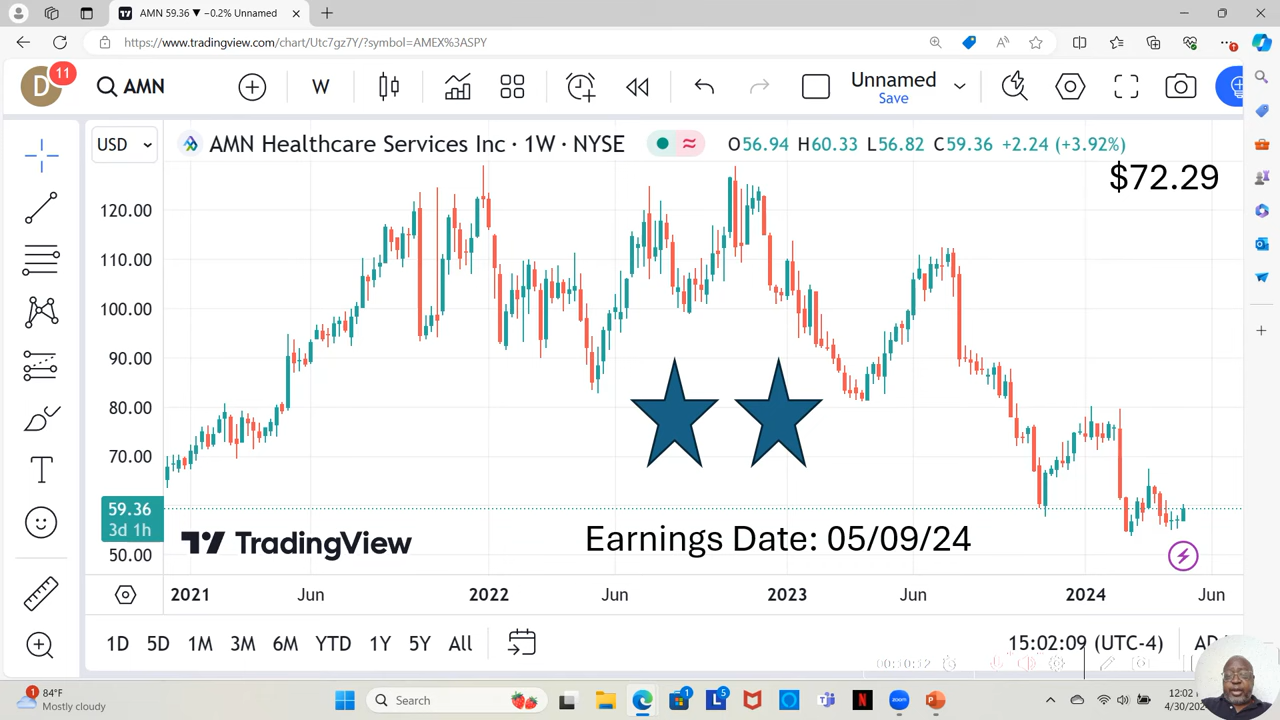 AMN 59.36 ▼ −0.2% Unnamed
https://www.tradingview.com/chart/Utc7gz7Y/?symbol=AMEX%3ASPY
D 11 AMN W Unnamed
Save
USD AMN Healthcare Services Inc · 1W · NYSE O56.94 H60.33 L56.82 C59.36 +2.24 (+3.92%)
$72.29
120.00
110.00
100.00
90.00
80.00
70.00
59.36
3d 1h
50.00
TradingView
Earnings Date: 05/09/24
2021 Jun 2022 Jun 2023 Jun 2024 Jun
1D 5D 1M 3M 6M YTD 1Y 5Y All 15:02:09 (UTC-4)
84°F
Mostly cloudy
Search
12:02